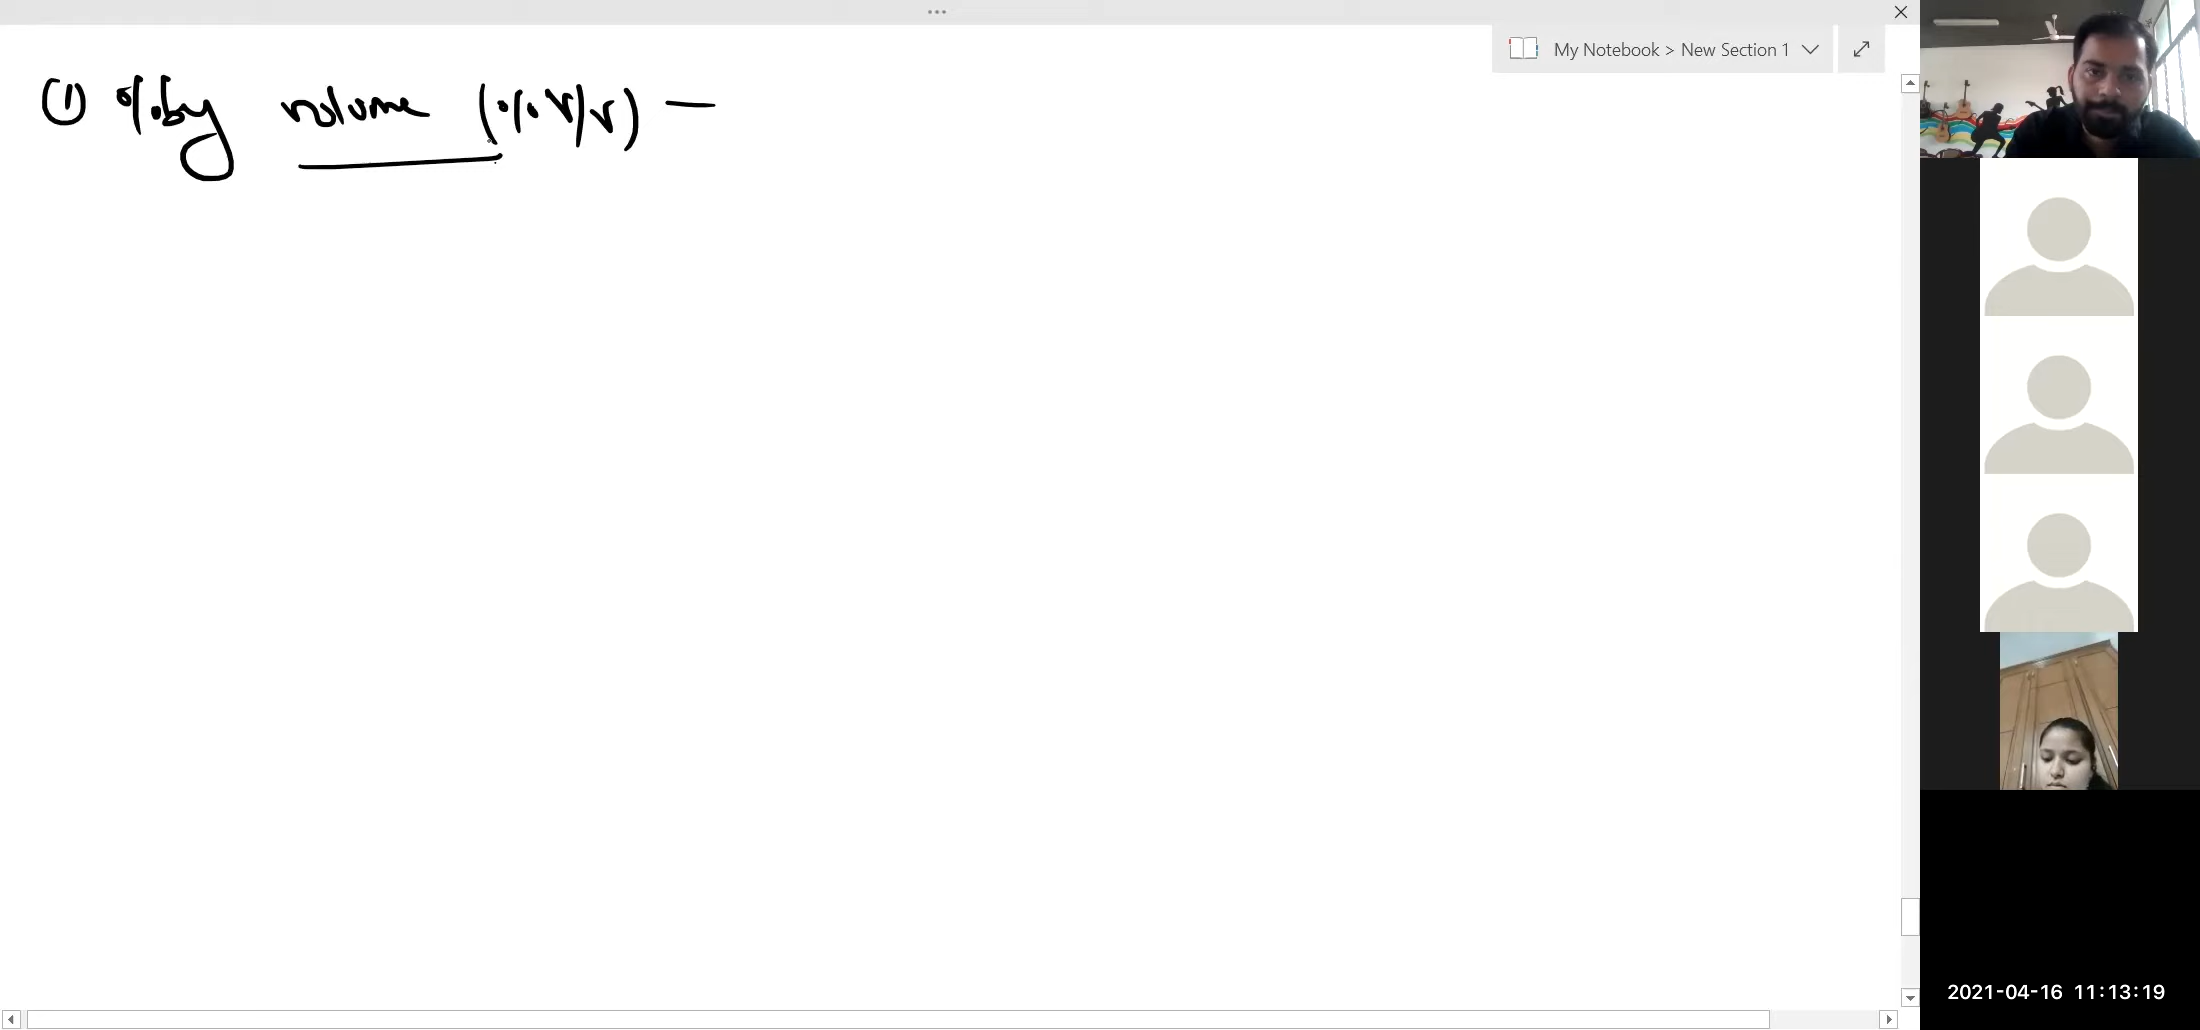 My Notebook > New Section 1
① % by volume (% v/v) —
2021-04-16 11:13:19